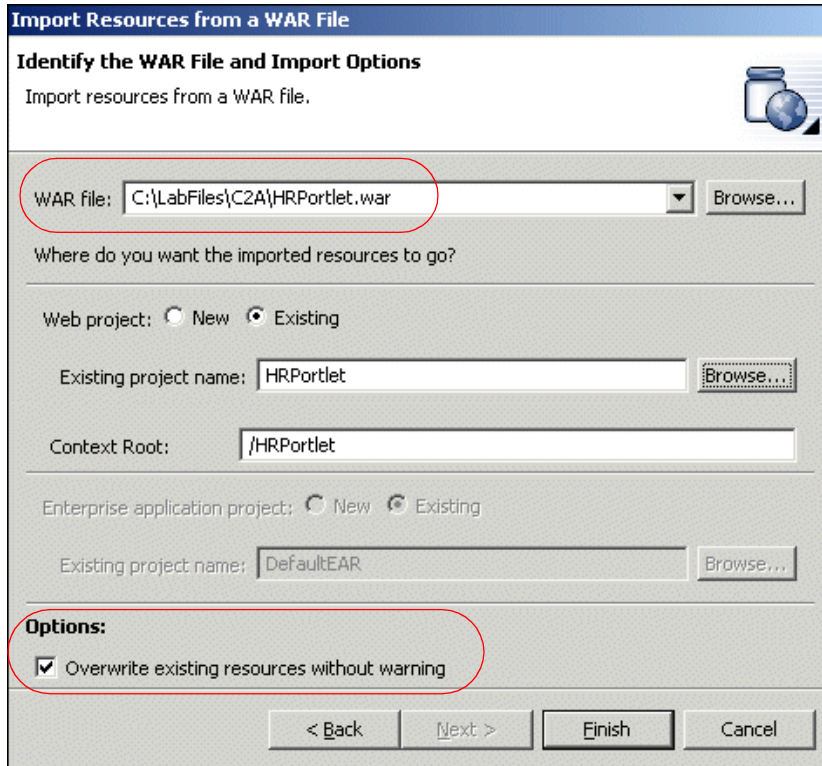 Import Resources from a WAR File
Identify the WAR File and Import Options
Import resources from a WAR file.
WAR file: C:\LabFiles\C2A\HRPortlet.war Browse...
Where do you want the imported resources to go?
Web project: New Existing
Existing project name: HRPortlet Browse...
Context Root: /HRPortlet
Enterprise application project: New Existing
Existing project name: DefaultEAR Browse...
Options:
Overwrite existing resources without warning
< Back Next > Finish Cancel